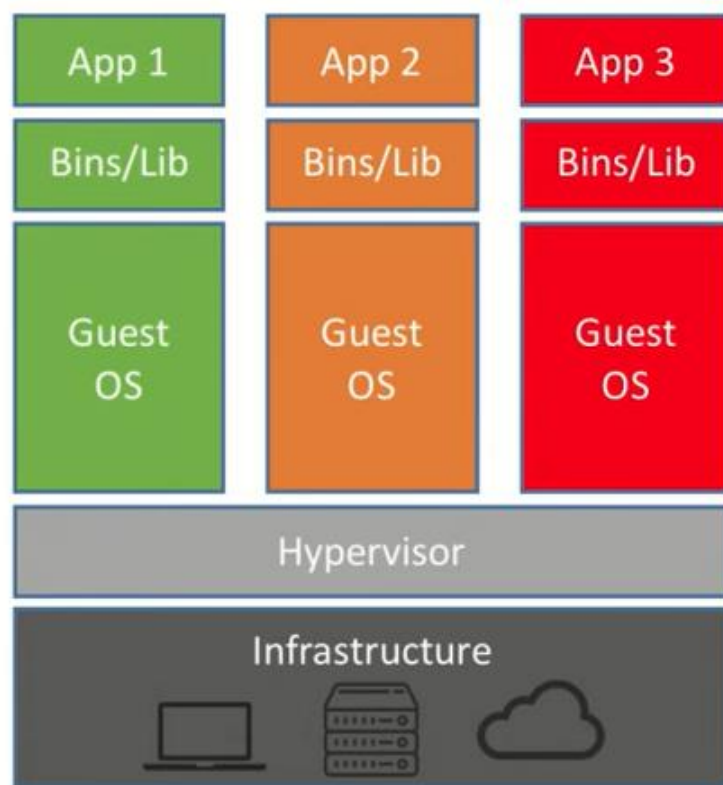 App 1
App 2
App 3
Bins/Lib
Bins/Lib
Bins/Lib
Guest
OS
Guest
OS
Guest
OS
Hypervisor
Infrastructure